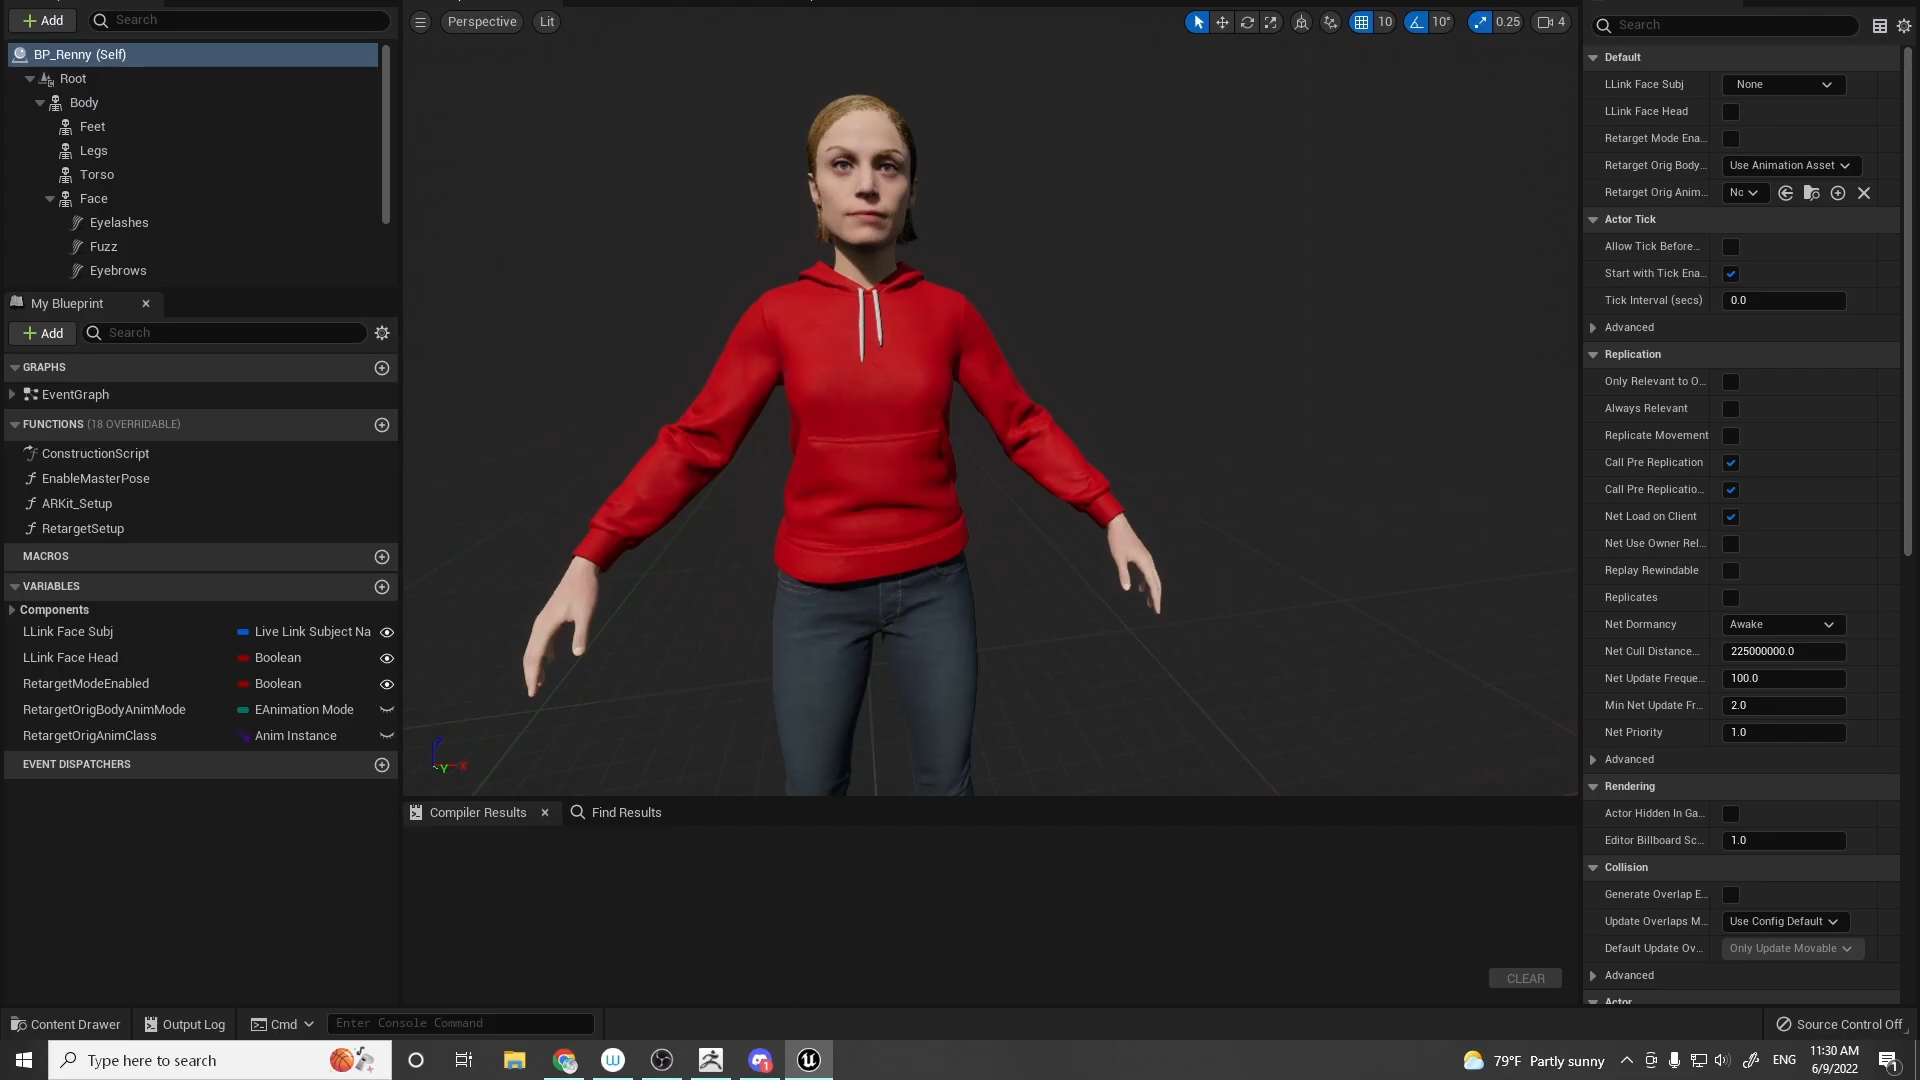 Add
Search
BP_Renny (Self)
Root
Body
Feet
Legs
Torso
Face
Eyelashes
Fuzz
Eyebrows
My Blueprint
Add
Search
GRAPHS
EventGraph
FUNCTIONS (18 OVERRIDABLE)
ConstructionScript
EnableMasterPose
ARKit_Setup
RetargetSetup
MACROS
VARIABLES
Components
LLink Face Subj Live Link Subject Na
LLink Face Head Boolean
RetargetModeEnabled Boolean
RetargetOrigBodyAnimMode EAnimation Mode
RetargetOrigAnimClass Anim Instance
EVENT DISPATCHERS
Perspective Lit 10 10° 0.25 4
Z
Y X
Compiler Results Find Results
CLEAR
Search
Default
LLink Face Subj None
LLink Face Head
Retarget Mode Ena...
Retarget Orig Body... Use Animation Asset
Retarget Orig Anim... Nc
Actor Tick
Allow Tick Before...
Start with Tick Ena...
Tick Interval (secs) 0.0
Advanced
Replication
Only Relevant to O...
Always Relevant
Replicate Movement
Call Pre Replication
Call Pre Replicatio...
Net Load on Client
Net Use Owner Rel...
Replay Rewindable
Replicates
Net Dormancy Awake
Net Cull Distance... 225000000.0
Net Update Freque... 100.0
Min Net Update Fr... 2.0
Net Priority 1.0
Advanced
Rendering
Actor Hidden In Ga...
Editor Billboard Sc... 1.0
Collision
Generate Overlap E...
Update Overlaps M... Use Config Default
Default Update Ov... Only Update Movable
Advanced
Actor
Content Drawer Output Log Cmd Enter Console Command Source Control Off
Type here to search 79°F Partly sunny ENG 11:30 AM
6/9/2022